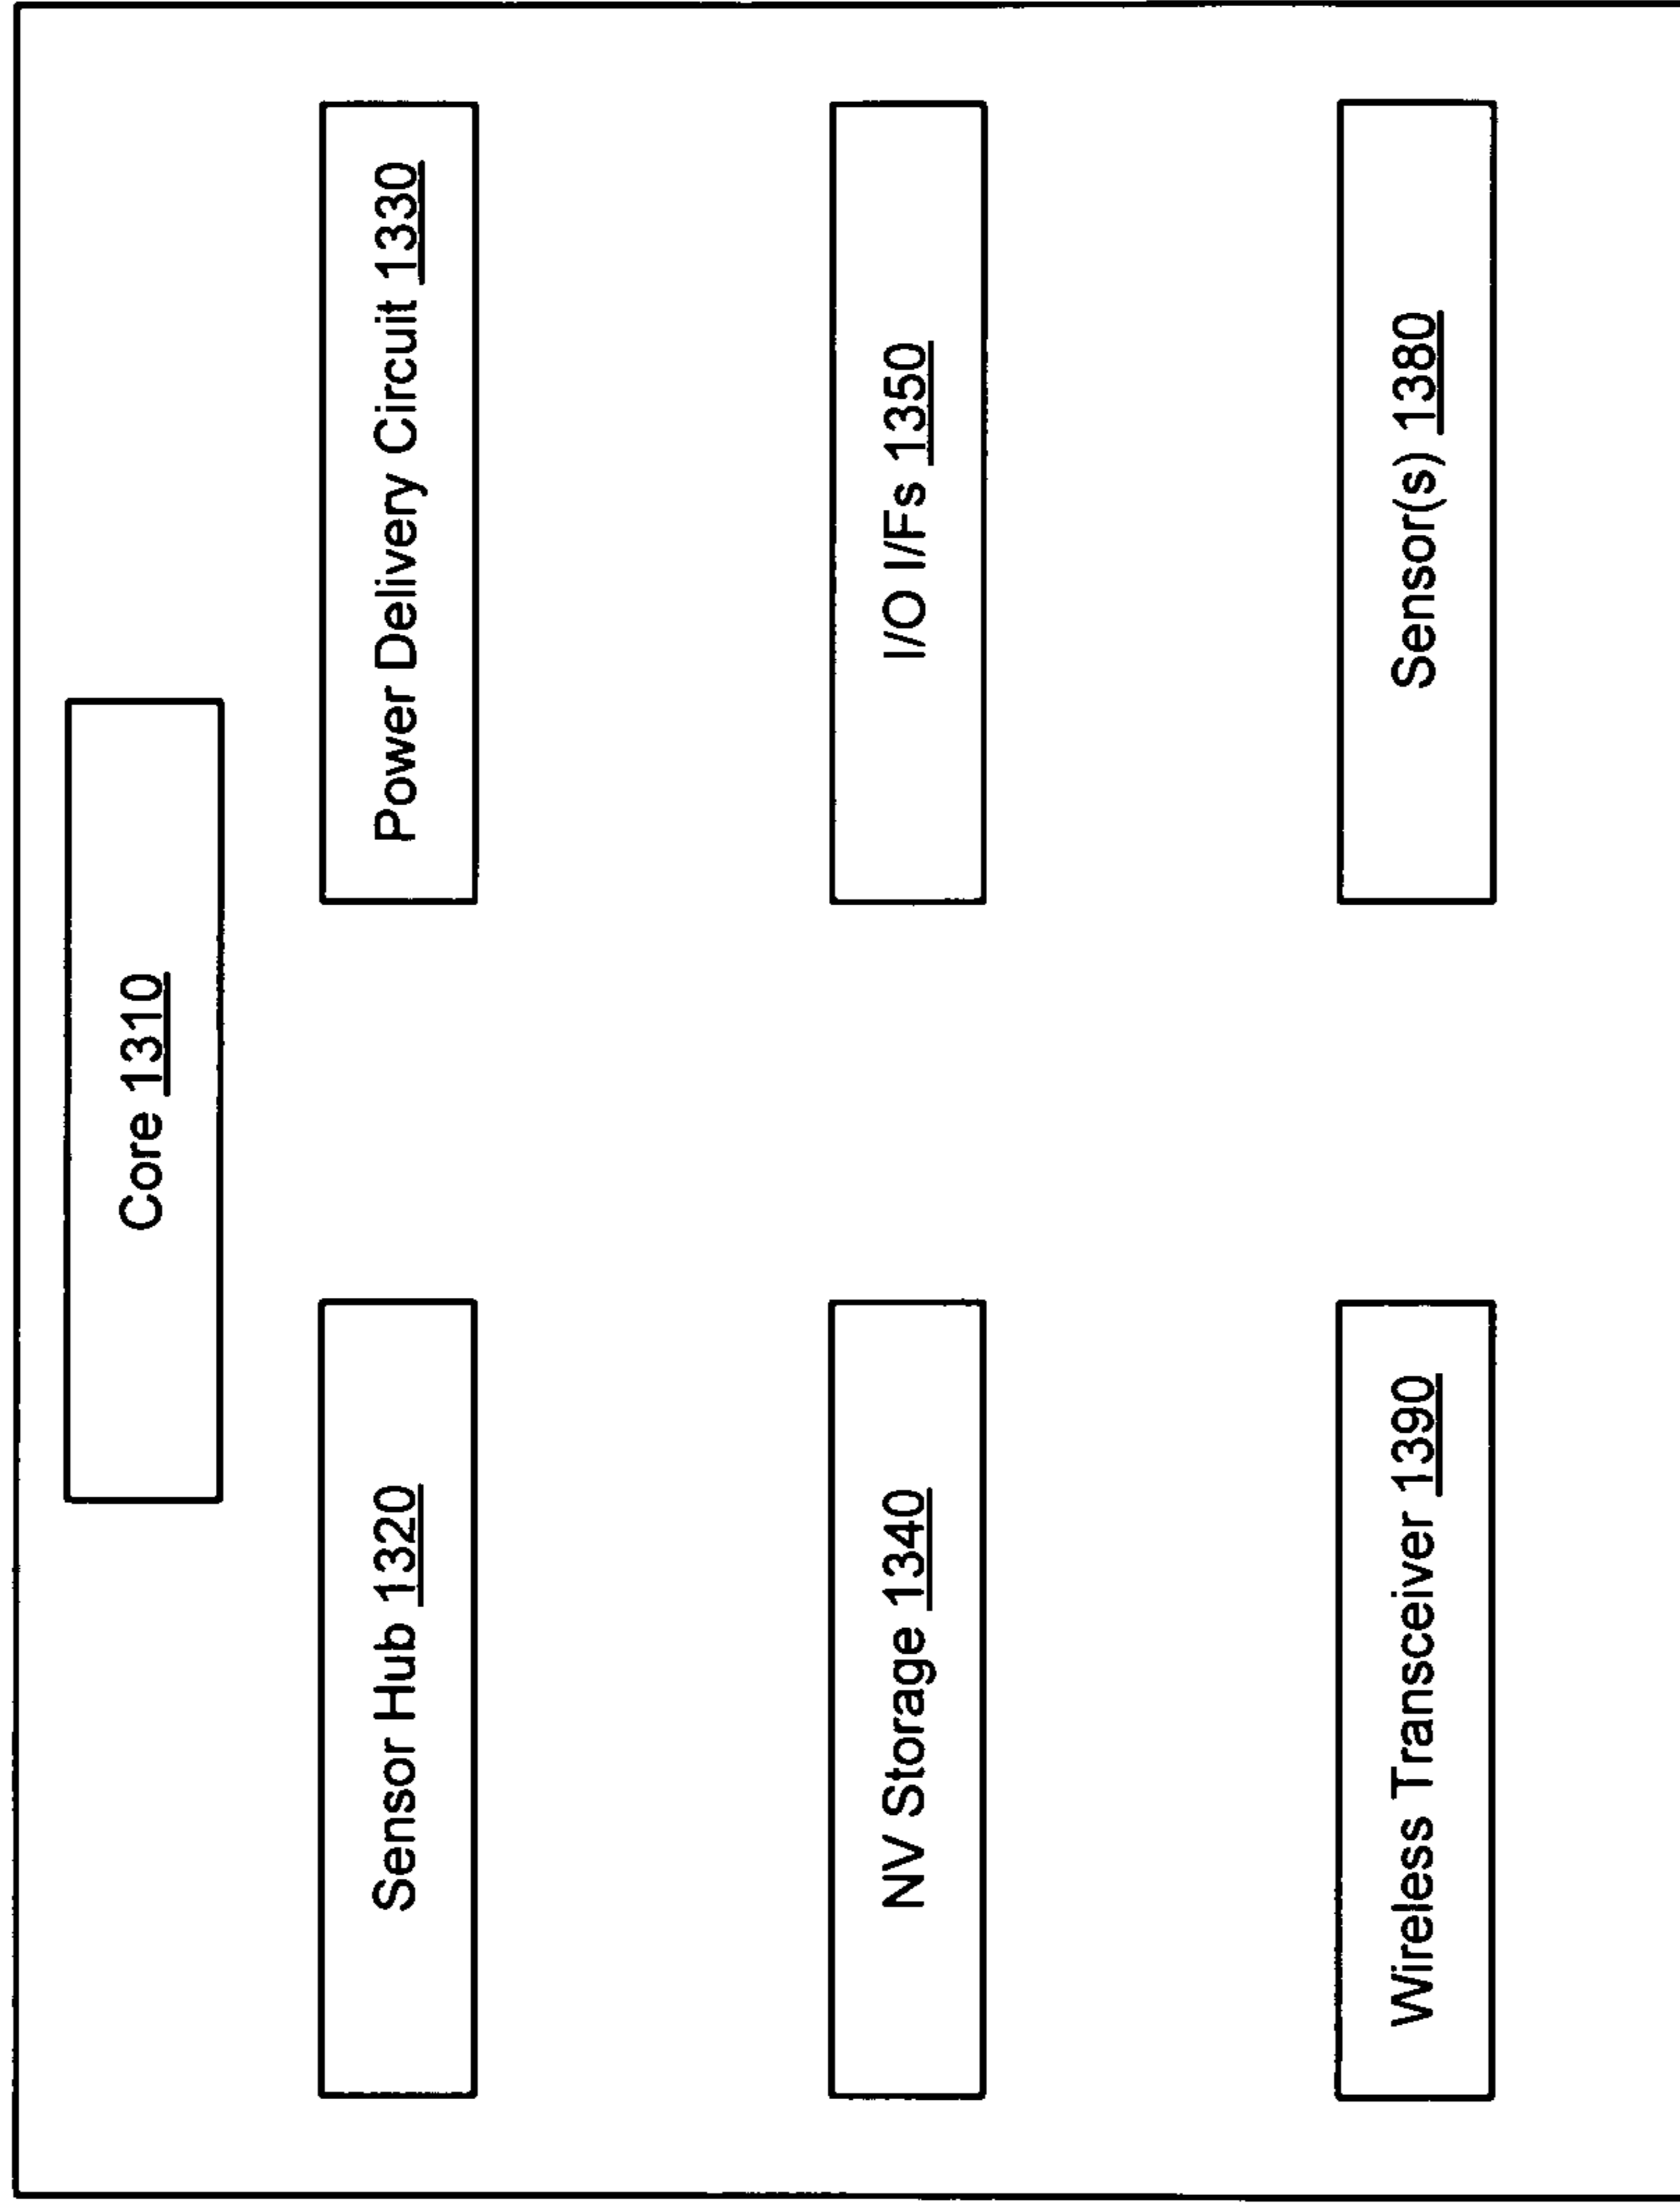 Core 1310
Sensor Hub 1320
Power Delivery Circuit 1330
NV Storage 1340
I/O I/Fs 1350
Wireless Transceiver 1390
Sensor(s) 1380